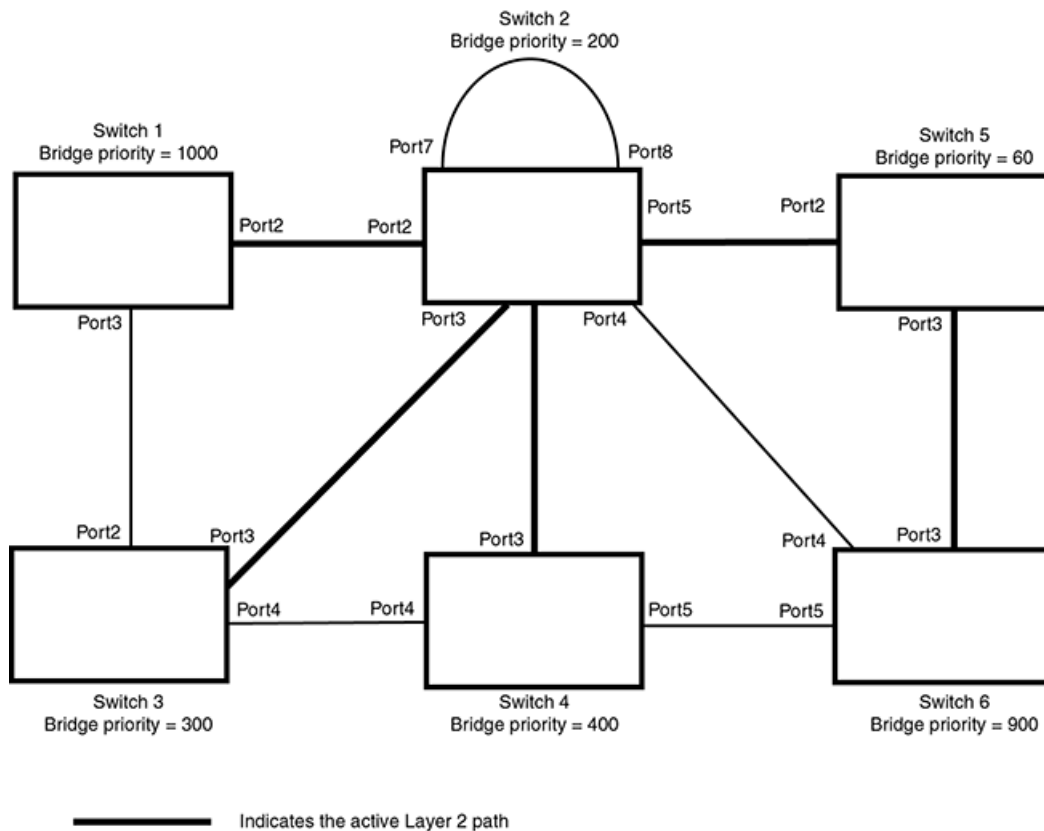 Switch 2
Bridge priority = 200
Switch 1
Bridge priority = 1000
Switch 5
Bridge priority = 60
Port7
Port8
Port2
Port2
Port5
Port2
Port3
Port3
Port4
Port3
Port2
Port3
Port3
Port4
Port3
Port4
Port4
Port5
Port5
Switch 3
Bridge priority = 300
Switch 4
Bridge priority = 400
Switch 6
Bridge priority = 900
Indicates the active Layer 2 path